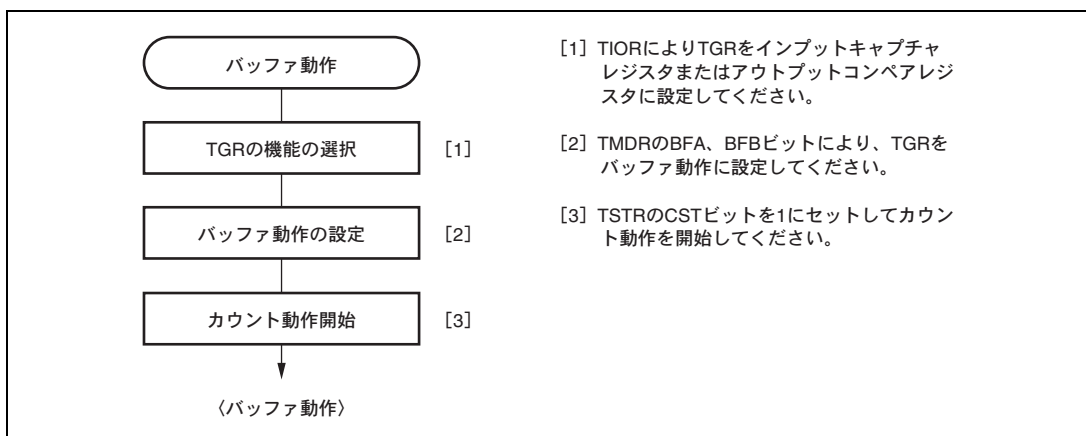 バッファ動作
TGRの機能の選択
[1]
バッファ動作の設定
[2]
カウント動作開始
[3]
〈バッファ動作〉
[1] TIORによりTGRをインプットキャプチャ
レジスタまたはアウトプットコンペアレジ
スタに設定してください。
[2] TMDRのBFA、BFBビットにより、TGRを
バッファ動作に設定してください。
[3] TSTRのCSTビットを1にセットしてカウン
ト動作を開始してください。